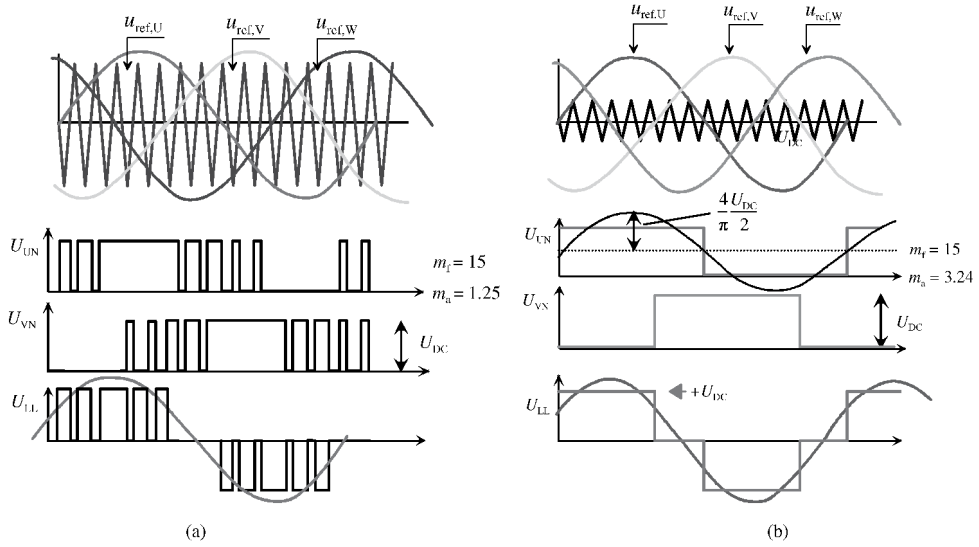 u_ref,U u_ref,V u_ref,W
U_UN
m_f = 15
m_a = 1.25
U_VN
U_DC
U_LL
(a)
u_ref,U u_ref,V u_ref,W
U_DC
4/π U_DC/2
U_UN
m_f = 15
m_a = 3.24
U_VN
U_DC
+U_DC
U_LL
(b)